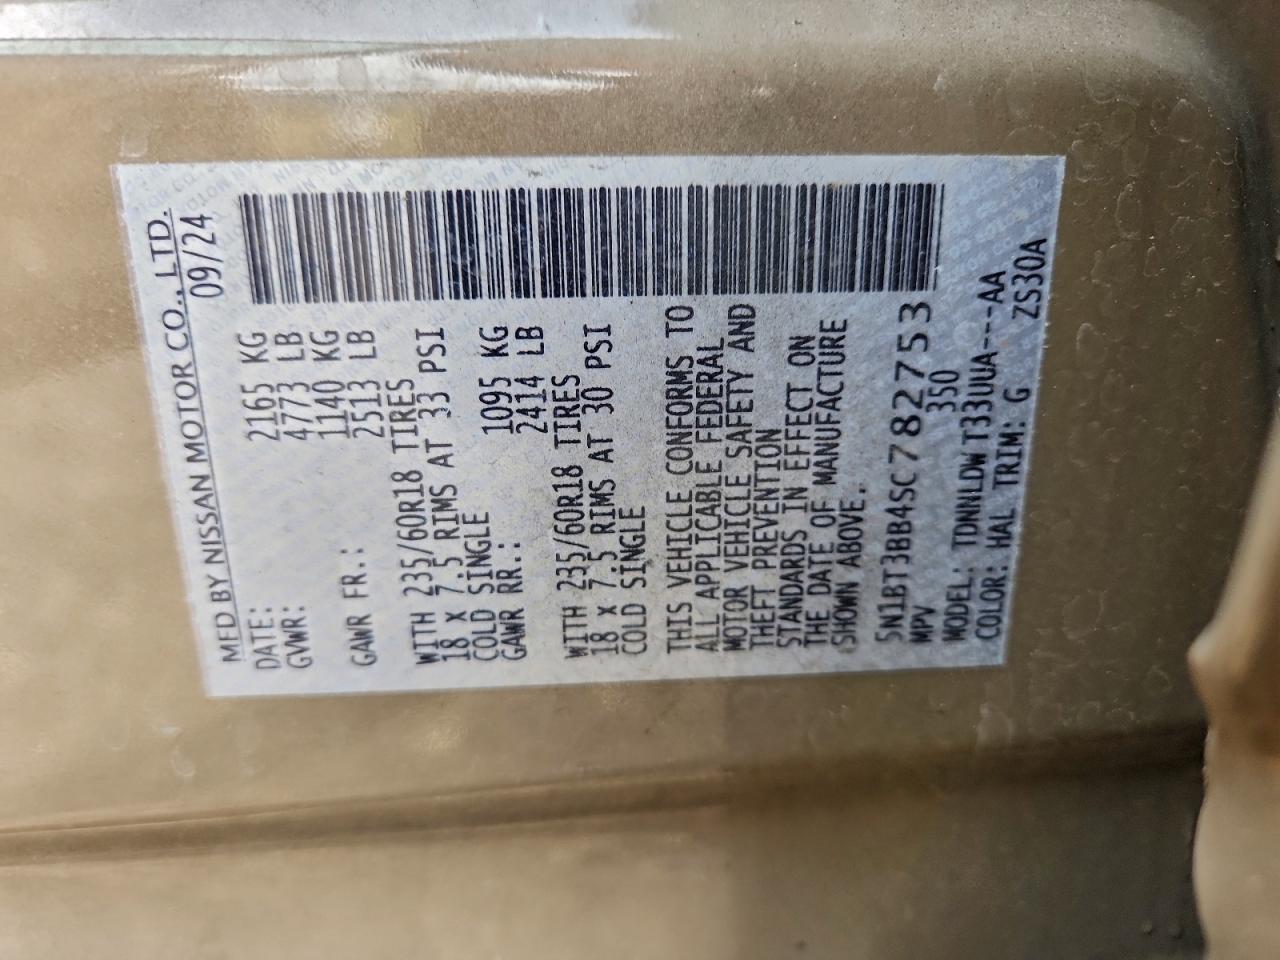 MFD BY NISSAN MOTOR CO., LTD.
DATE: 09/24
GVWR: 2165 KG
4773 LB
GAWR FR.: 1140 KG
2513 LB
WITH 235/60R18 TIRES
18 X 7.5 RIMS AT 33 PSI
COLD SINGLE
GAWR RR.: 1095 KG
2414 LB
WITH 235/60R18 TIRES
18 X 7.5 RIMS AT 30 PSI
COLD SINGLE
THIS VEHICLE CONFORMS TO
ALL APPLICABLE FEDERAL
MOTOR VEHICLE SAFETY AND
THEFT PREVENTION
STANDARDS IN EFFECT ON
THE DATE OF MANUFACTURE
SHOWN ABOVE.
5N1BT3BB4SC782753
MPV 350
MODEL: TDNNLDW T33UUA---AA
COLOR: HAL TRIM: G ZS30A